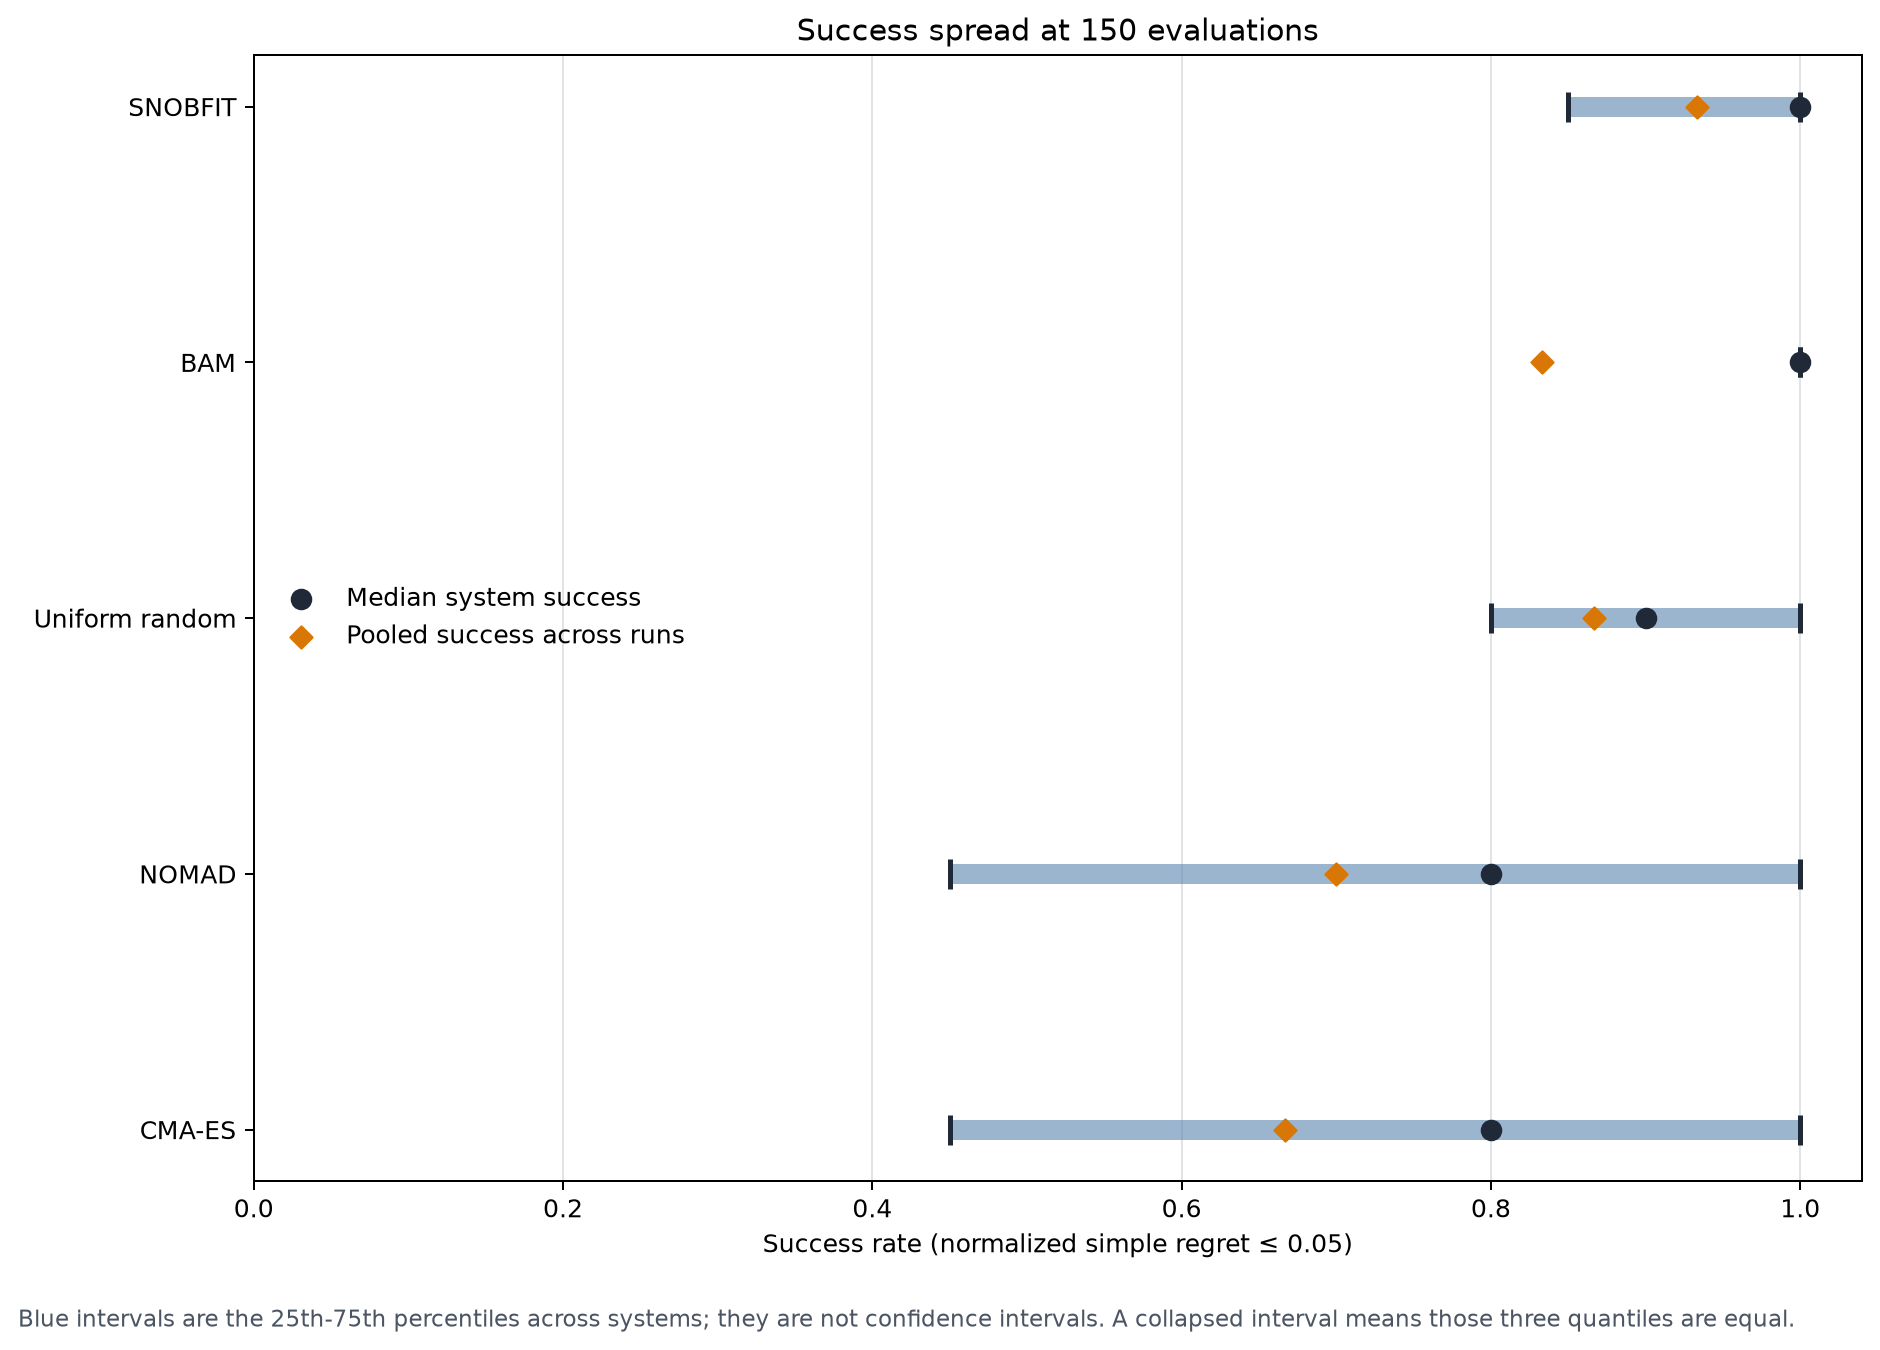 Success spread at 150 evaluations
SNOBFIT
BAM
Uniform random
NOMAD
CMA-ES
Median system success
Pooled success across runs
0.0 0.2 0.4 0.6 0.8 1.0
Success rate (normalized simple regret ≤ 0.05)
Blue intervals are the 25th-75th percentiles across systems; they are not confidence intervals. A collapsed interval means those three quantiles are equal.